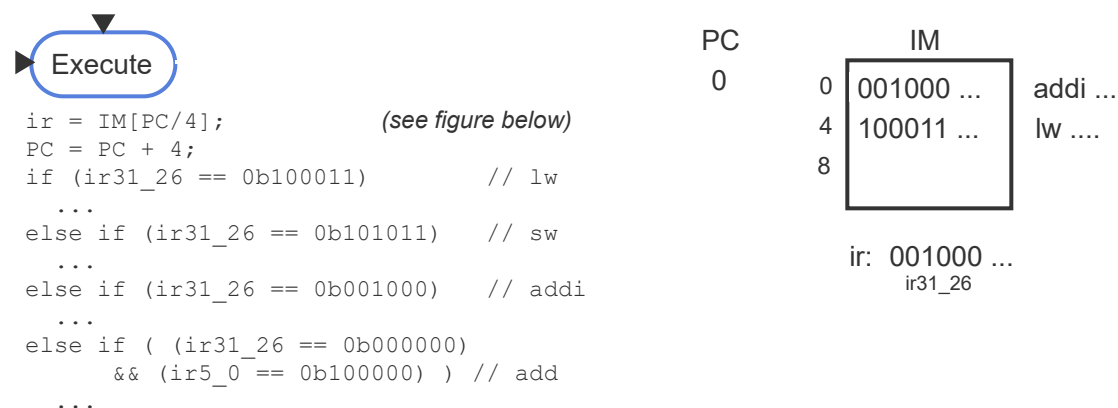 Execute
ir = IM[PC/4]; (see figure below)
PC = PC + 4;
if (ir31_26 == 0b100011) // lw
...
else if (ir31_26 == 0b101011) // sw
...
else if (ir31_26 == 0b001000) // addi
...
else if ( (ir31_26 == 0b000000)
&& (ir5_0 == 0b100000) ) // add
...
PC
0
IM
0 001000 ... addi ...
4 100011 ... lw ....
8
ir: 001000 ...
ir31_26